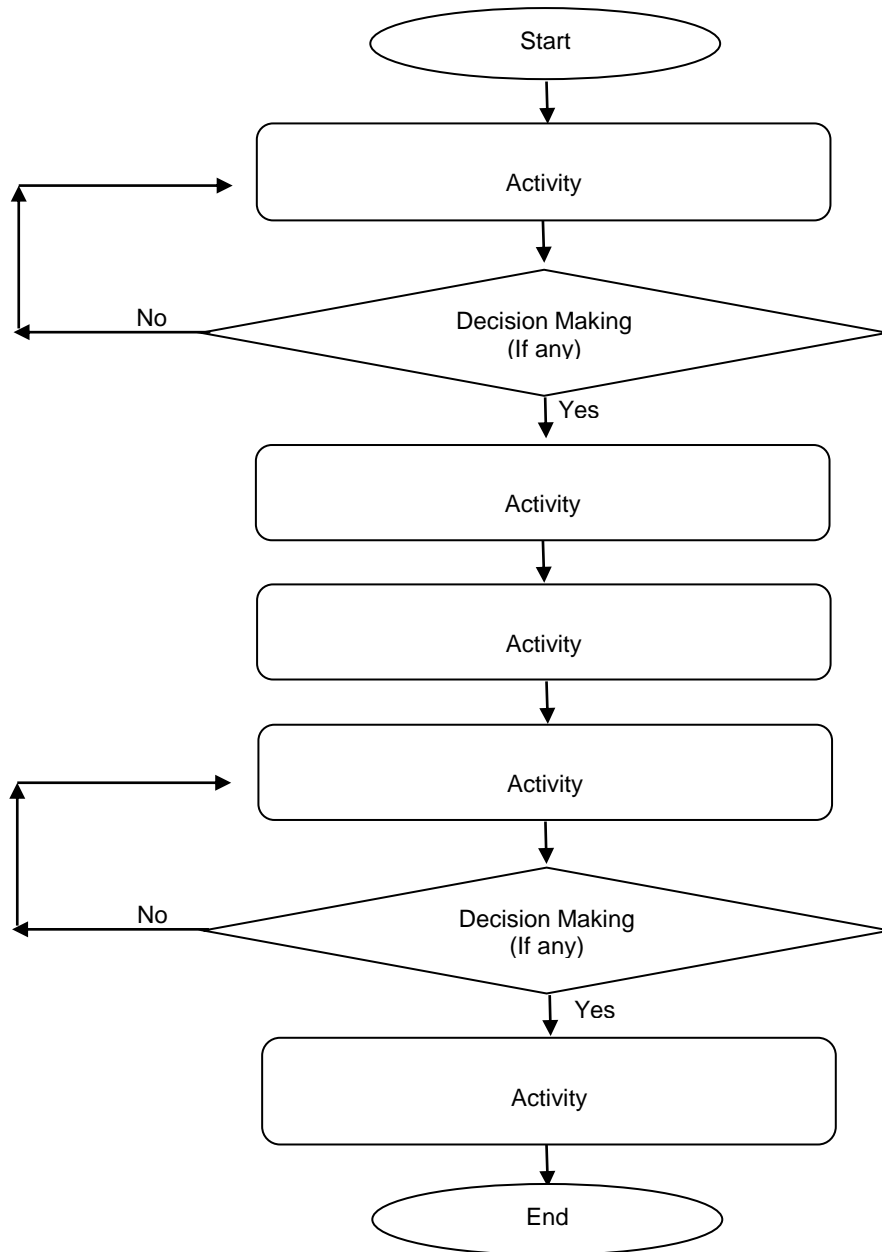 Start
Activity
No
Decision Making
(If any)
Yes
Activity
Activity
Activity
No
Decision Making
(If any)
Yes
Activity
End